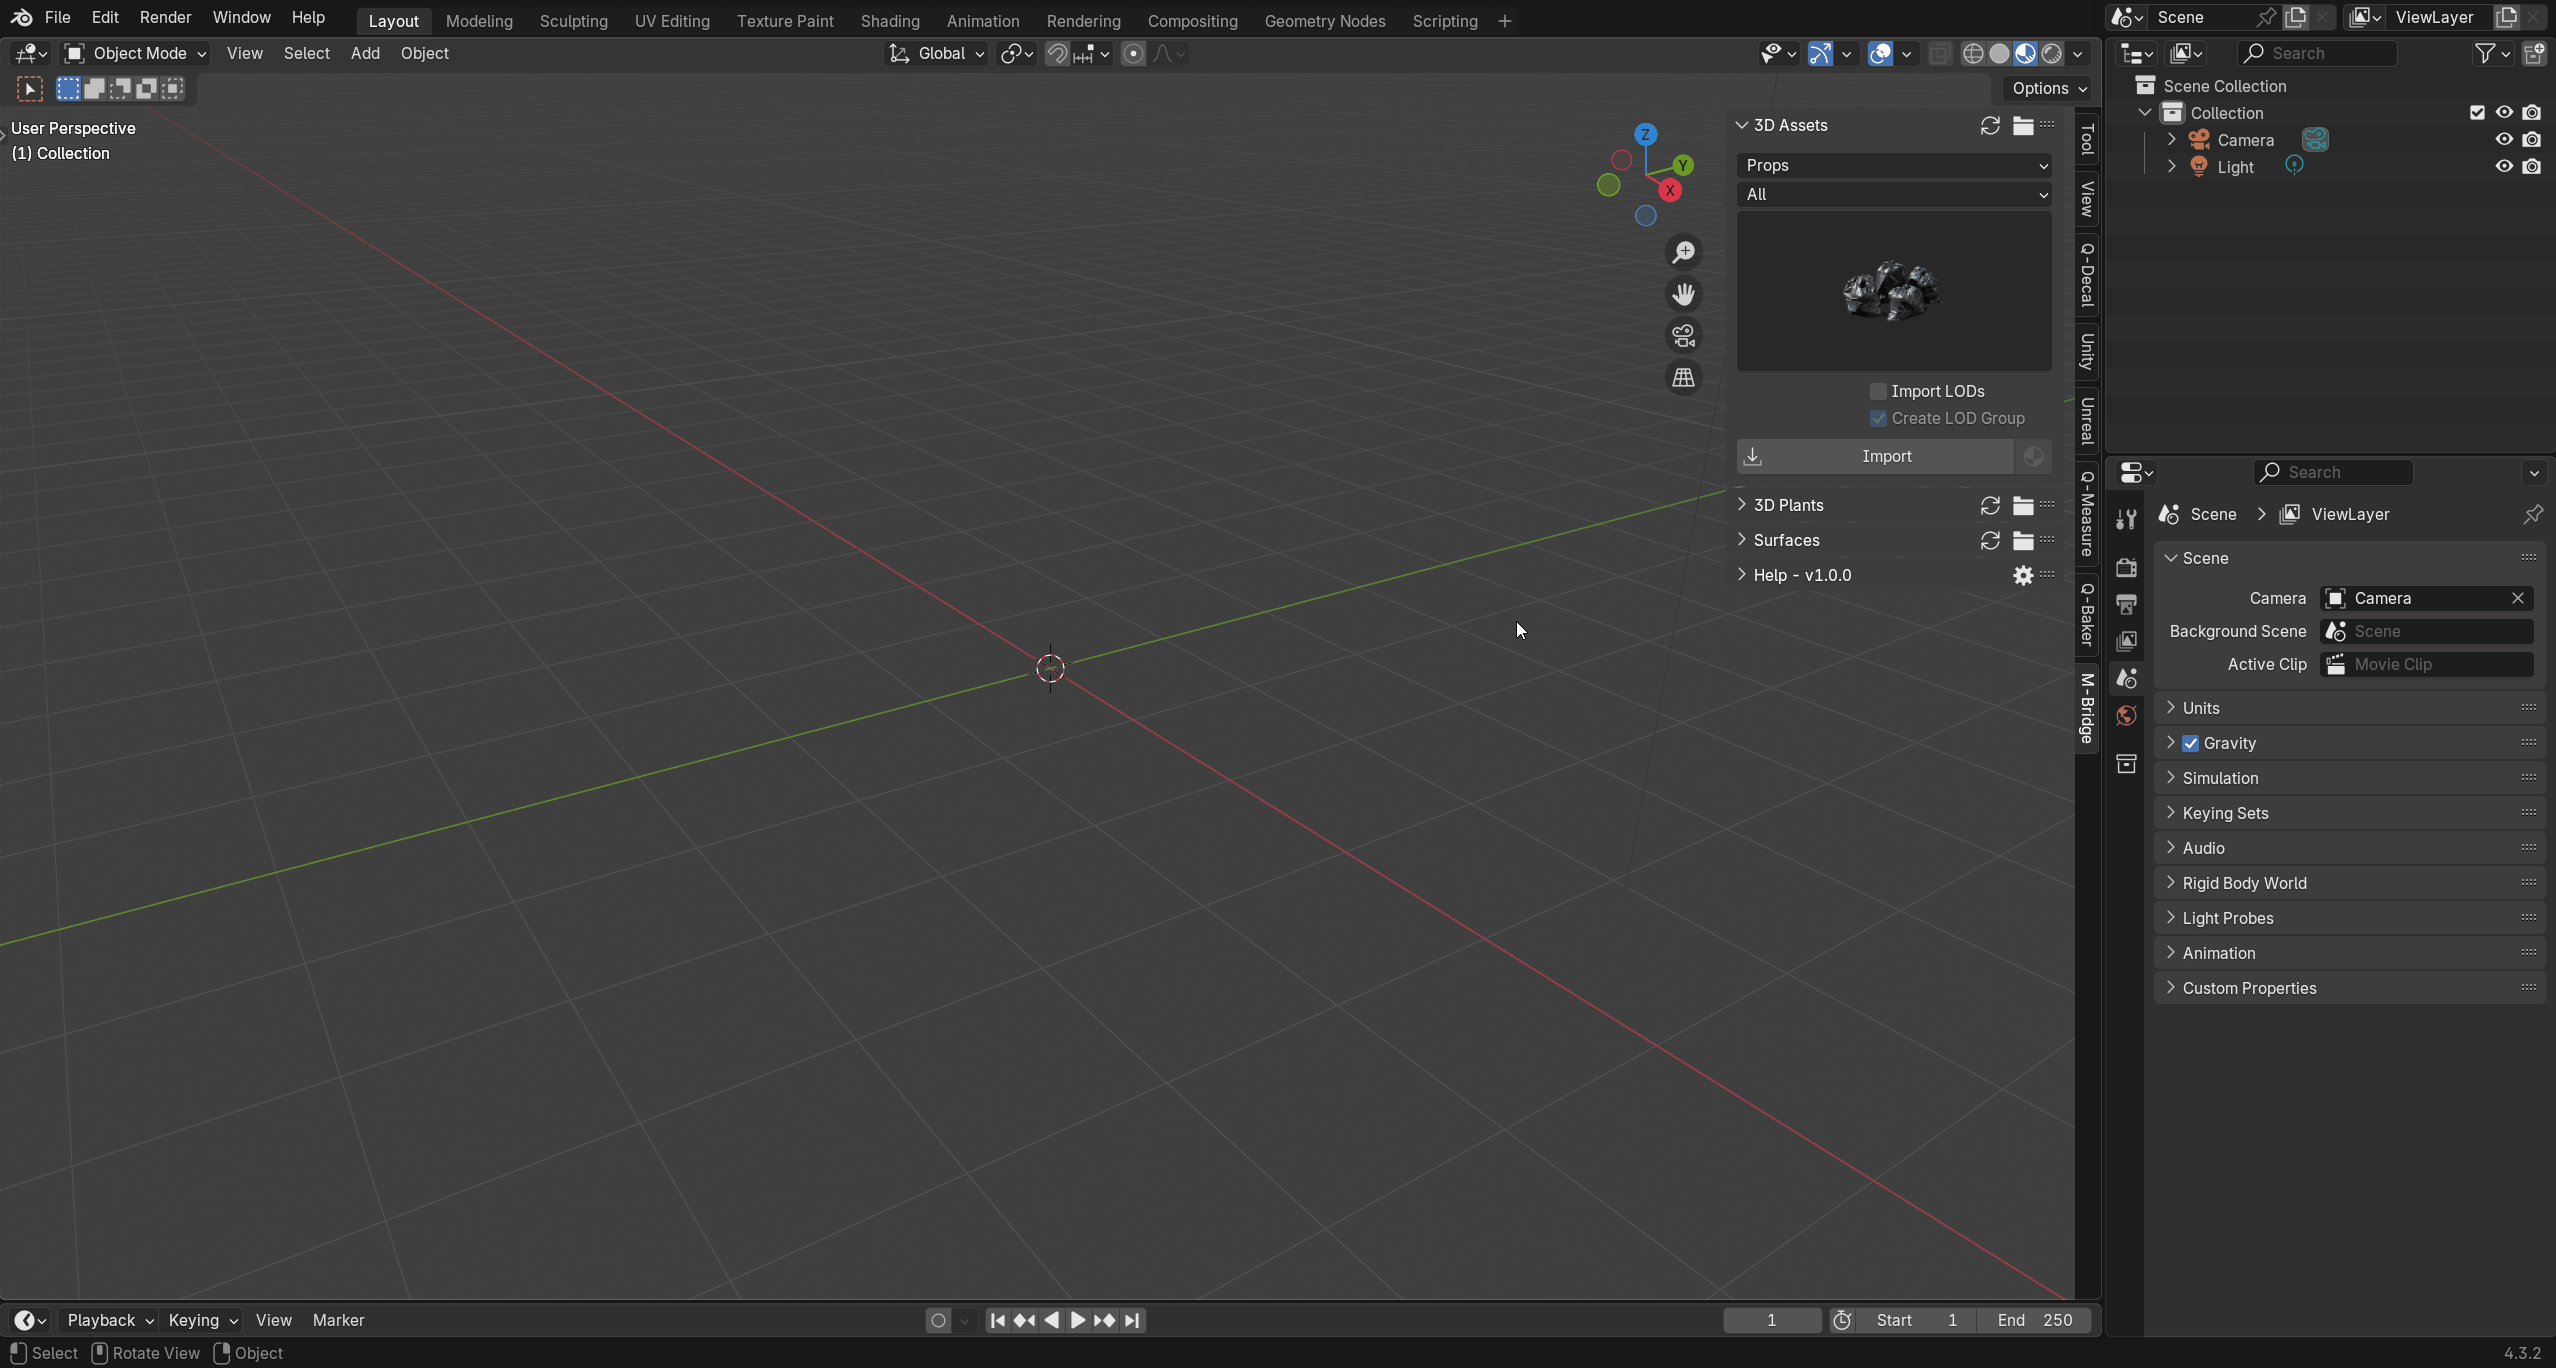 File Edit Render Window Help Layout Modeling Sculpting UV Editing Texture Paint Shading Animation Rendering Compositing Geometry Nodes Scripting + Scene ViewLayer
Object Mode View Select Add Object Global Search
Options
User Perspective
(1) Collection
Z
Y
X
3D Assets
Props
All
Import LODs
Create LOD Group
Import
3D Plants
Surfaces
Help - v1.0.0
Tool
View
Q-Decal
Unity
Unreal
Q-Measure
Q-Baker
M-Bridge
Scene Collection
Collection
Camera
Light
Search
Scene > ViewLayer
Scene
Camera Camera
Background Scene Scene
Active Clip Movie Clip
Units
Gravity
Simulation
Keying Sets
Audio
Rigid Body World
Light Probes
Animation
Custom Properties
Playback Keying View Marker 1 Start 1 End 250
Select Rotate View Object 4.3.2